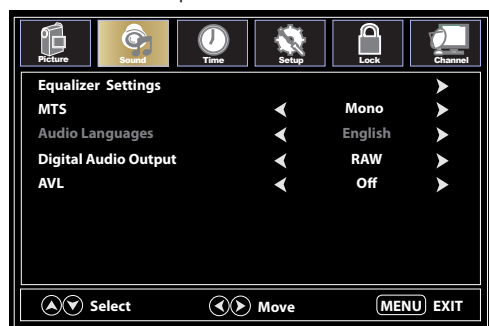 Picture Sound Time Setup Lock Channel
Equalizer Settings
MTS Mono
Audio Languages English
Digital Audio Output RAW
AVL Off
Select Move MENU EXIT